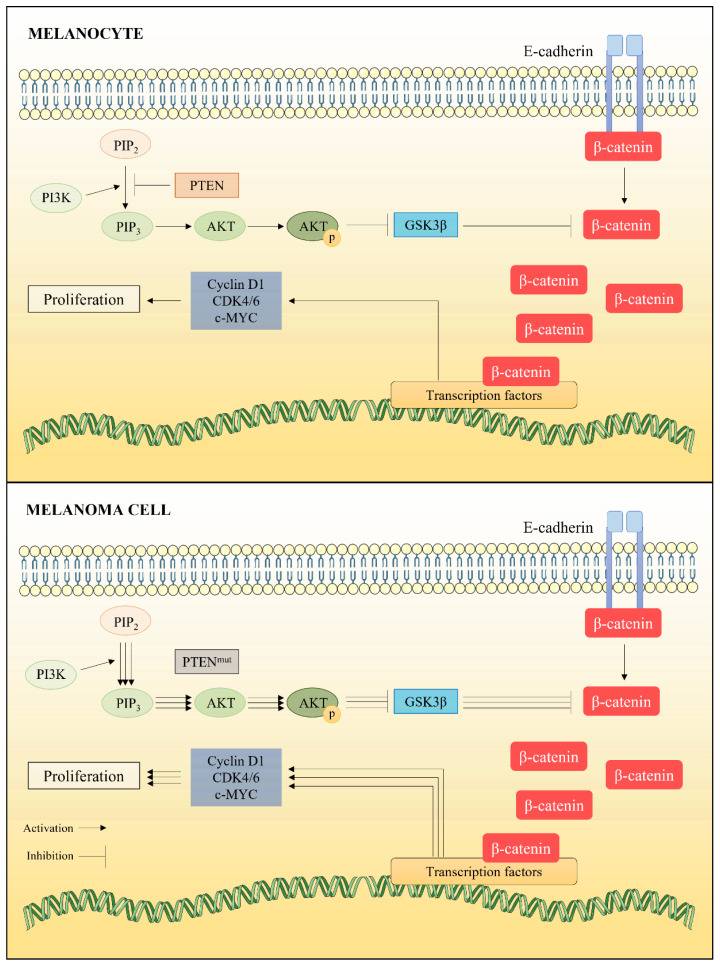 MELANOCYTE
E-cadherin
PIP₂
β-catenin
PI3K
PTEN
PIP₃
AKT
AKT
p
GSK3β
β-catenin
Proliferation
Cyclin D1
CDK4/6
c-MYC
β-catenin
β-catenin
β-catenin
β-catenin
Transcription factors
MELANOMA CELL
E-cadherin
PIP₂
β-catenin
PI3K
PTENᵐᵘᵗ
PIP₃
AKT
AKT
p
GSK3β
β-catenin
Proliferation
Cyclin D1
CDK4/6
c-MYC
β-catenin
β-catenin
β-catenin
Activation
Inhibition
β-catenin
Transcription factors